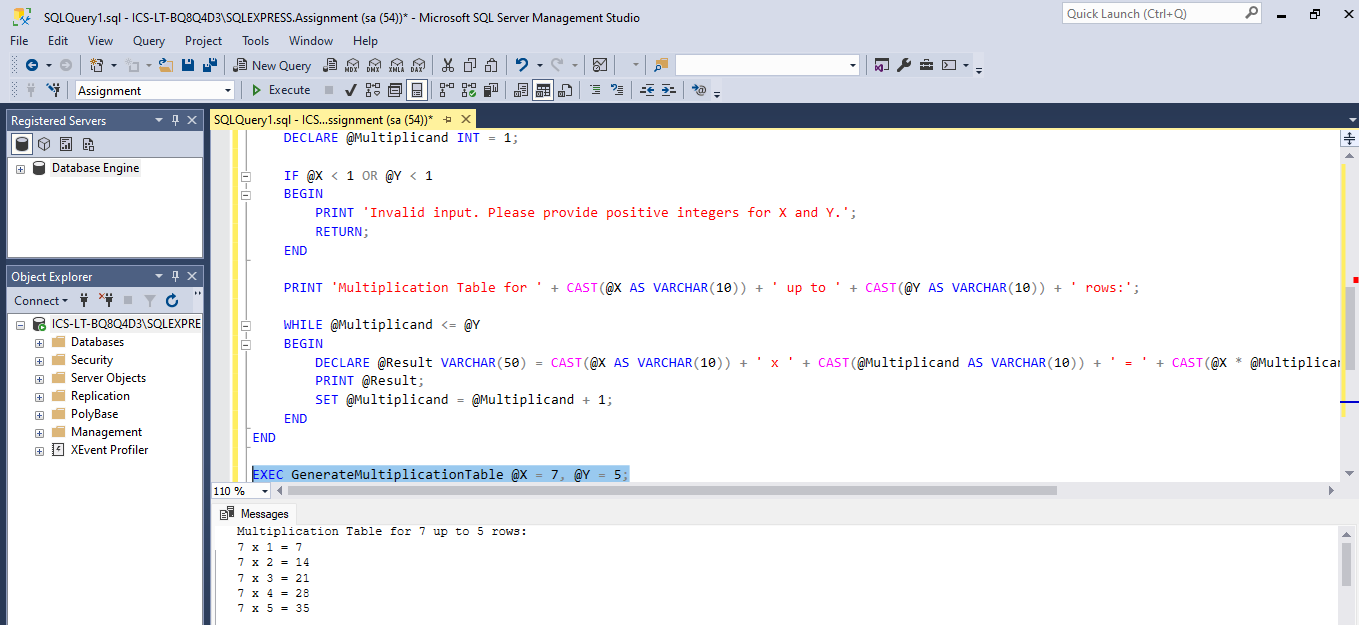 SQLQuery1.sql - ICS-LT-BQ8Q4D3\SQLEXPRESS.Assignment (sa (54))* - Microsoft SQL Server Management Studio
Quick Launch (Ctrl+Q)
File Edit View Query Project Tools Window Help
New Query MDX DMX XMLA DAX
Assignment Execute
Registered Servers
Database Engine
Object Explorer
Connect
ICS-LT-BQ8Q4D3\SQLEXPRE
Databases
Security
Server Objects
Replication
PolyBase
Management
XEvent Profiler
SQLQuery1.sql - ICS...ssignment (sa (54))*
DECLARE @Multiplicand INT = 1;
IF @X < 1 OR @Y < 1
BEGIN
PRINT 'Invalid input. Please provide positive integers for X and Y.';
RETURN;
END
PRINT 'Multiplication Table for ' + CAST(@X AS VARCHAR(10)) + ' up to ' + CAST(@Y AS VARCHAR(10)) + ' rows:';
WHILE @Multiplicand <= @Y
BEGIN
DECLARE @Result VARCHAR(50) = CAST(@X AS VARCHAR(10)) + ' x ' + CAST(@Multiplicand AS VARCHAR(10)) + ' = ' + CAST(@X * @Multiplican
PRINT @Result;
SET @Multiplicand = @Multiplicand + 1;
END
END
EXEC GenerateMultiplicationTable @X = 7, @Y = 5;
110 %
Messages
Multiplication Table for 7 up to 5 rows:
7 x 1 = 7
7 x 2 = 14
7 x 3 = 21
7 x 4 = 28
7 x 5 = 35